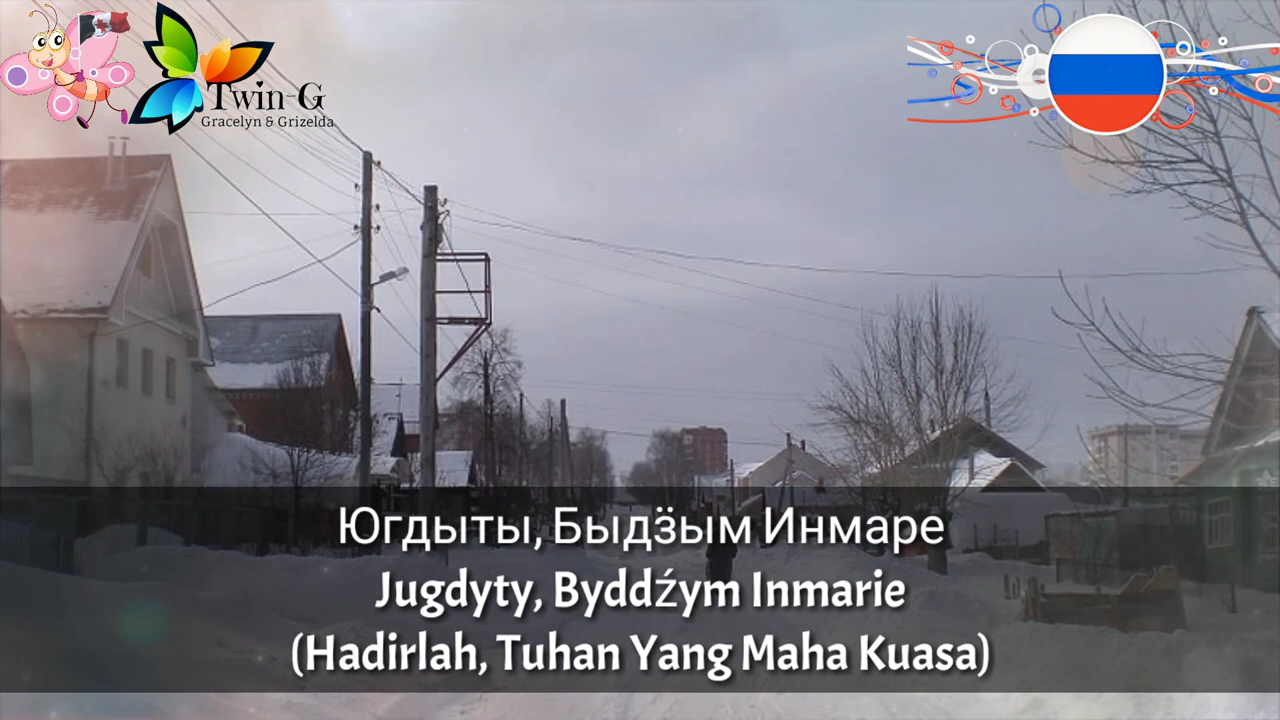 Twin-G
Gracelyn & Grizelda
Югдыты, Быдӟым Инмаре
Jugdyty, Byddźym Inmarie
(Hadirlah, Tuhan Yang Maha Kuasa)